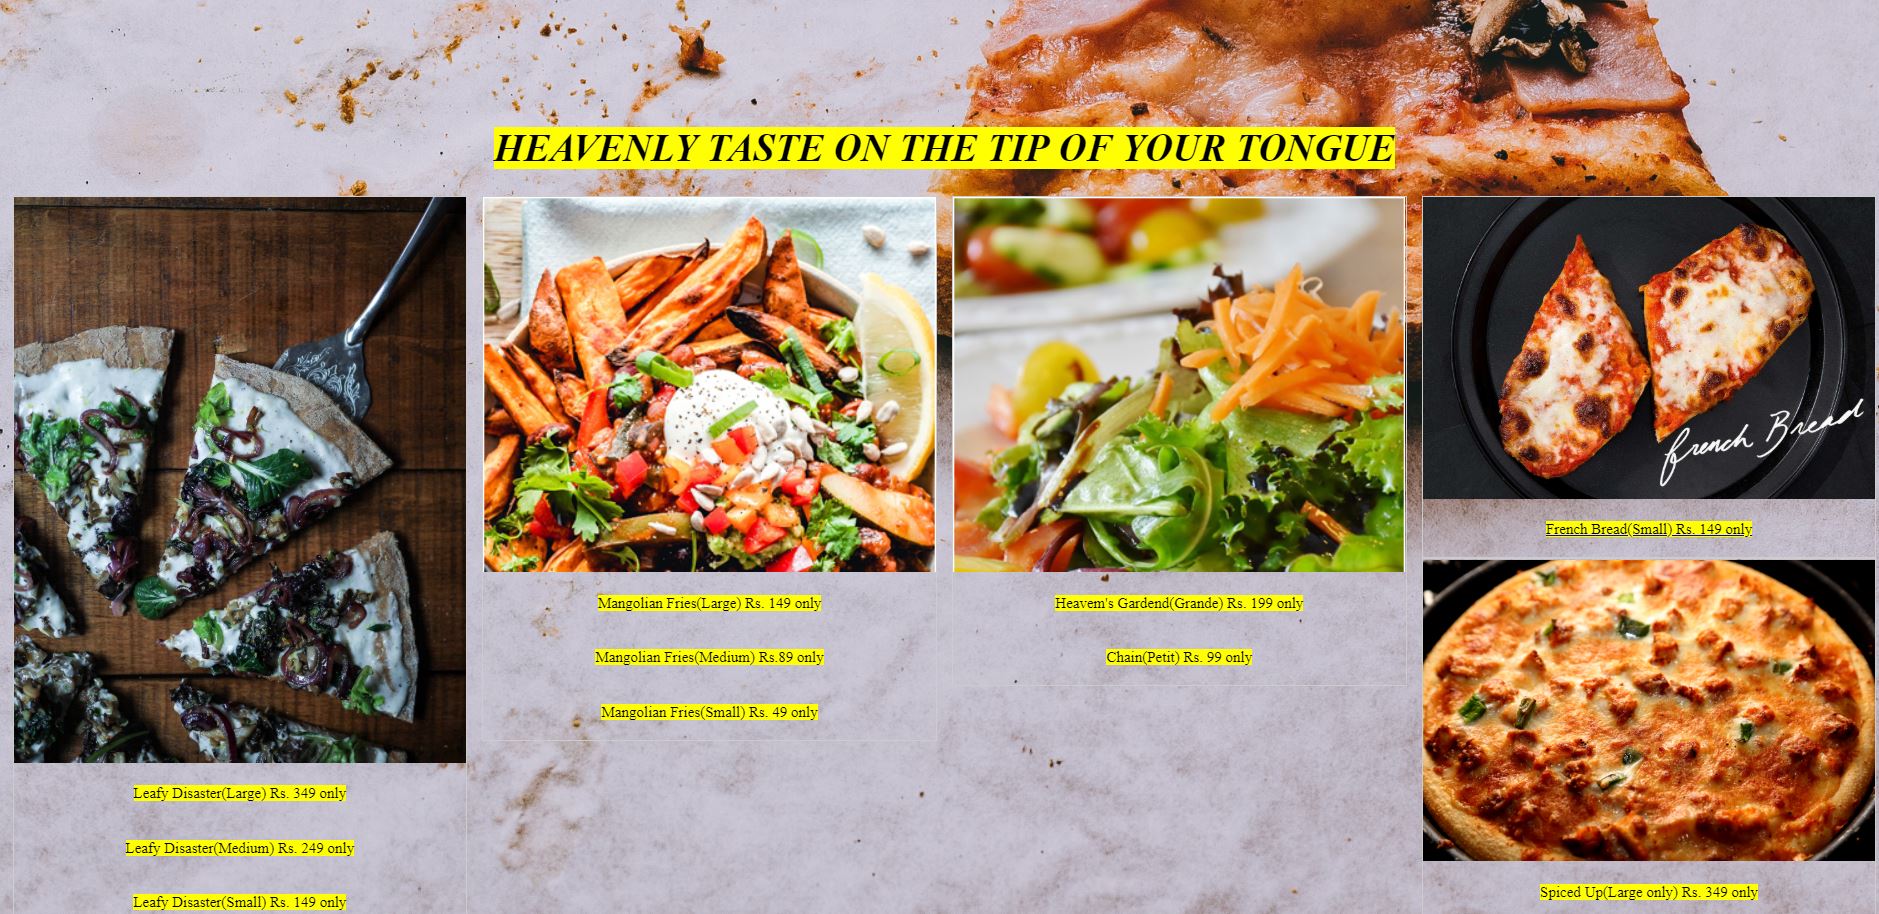 HEAVENLY TASTE ON THE TIP OF YOUR TONGUE
Leafy Disaster(Large) Rs. 349 only
Leafy Disaster(Medium) Rs. 249 only
Leafy Disaster(Small) Rs. 149 only
Mangolian Fries(Large) Rs. 149 only
Mangolian Fries(Medium) Rs.89 only
Mangolian Fries(Small) Rs. 49 only
Heavem's Gardend(Grande) Rs. 199 only
Chain(Petit) Rs. 99 only
French Bread
French Bread(Small) Rs. 149 only
Spiced Up(Large only) Rs. 349 only